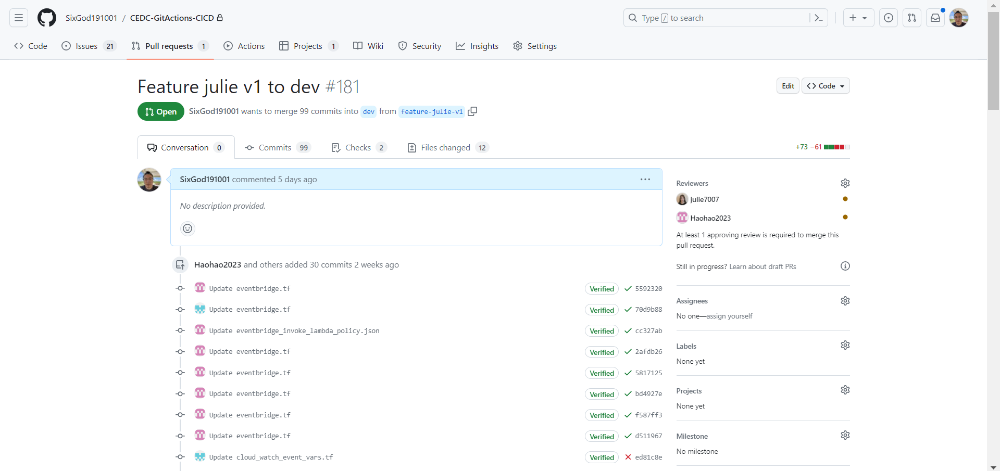 SixGod191001 / CEDC-GitActions-CICD
Type / to search
Code
Issues 21
Pull requests 1
Actions
Projects 1
Wiki
Security
Insights
Settings
Feature julie v1 to dev #181
Edit
Code
Open
SixGod191001 wants to merge 99 commits into dev from feature-julie-v1
Conversation 0
Commits 99
Checks 2
Files changed 12
+73 −61
SixGod191001 commented 5 days ago
No description provided.
Haohao2023 and others added 30 commits 2 weeks ago
Update eventbridge.tf Verified 5592320
Update eventbridge.tf Verified 70d9b88
Update eventbridge_invoke_lambda_policy.json Verified cc327ab
Update eventbridge.tf Verified 2afdb26
Update eventbridge.tf Verified 5817125
Update eventbridge.tf Verified bd4927e
Update eventbridge.tf Verified f587ff3
Update eventbridge.tf Verified d511967
Update cloud_watch_event_vars.tf Verified ed81c8e
Reviewers
julie7007
Haohao2023
At least 1 approving review is required to merge this
pull request.
Still in progress? Learn about draft PRs
Assignees
No one—assign yourself
Labels
None yet
Projects
None yet
Milestone
No milestone